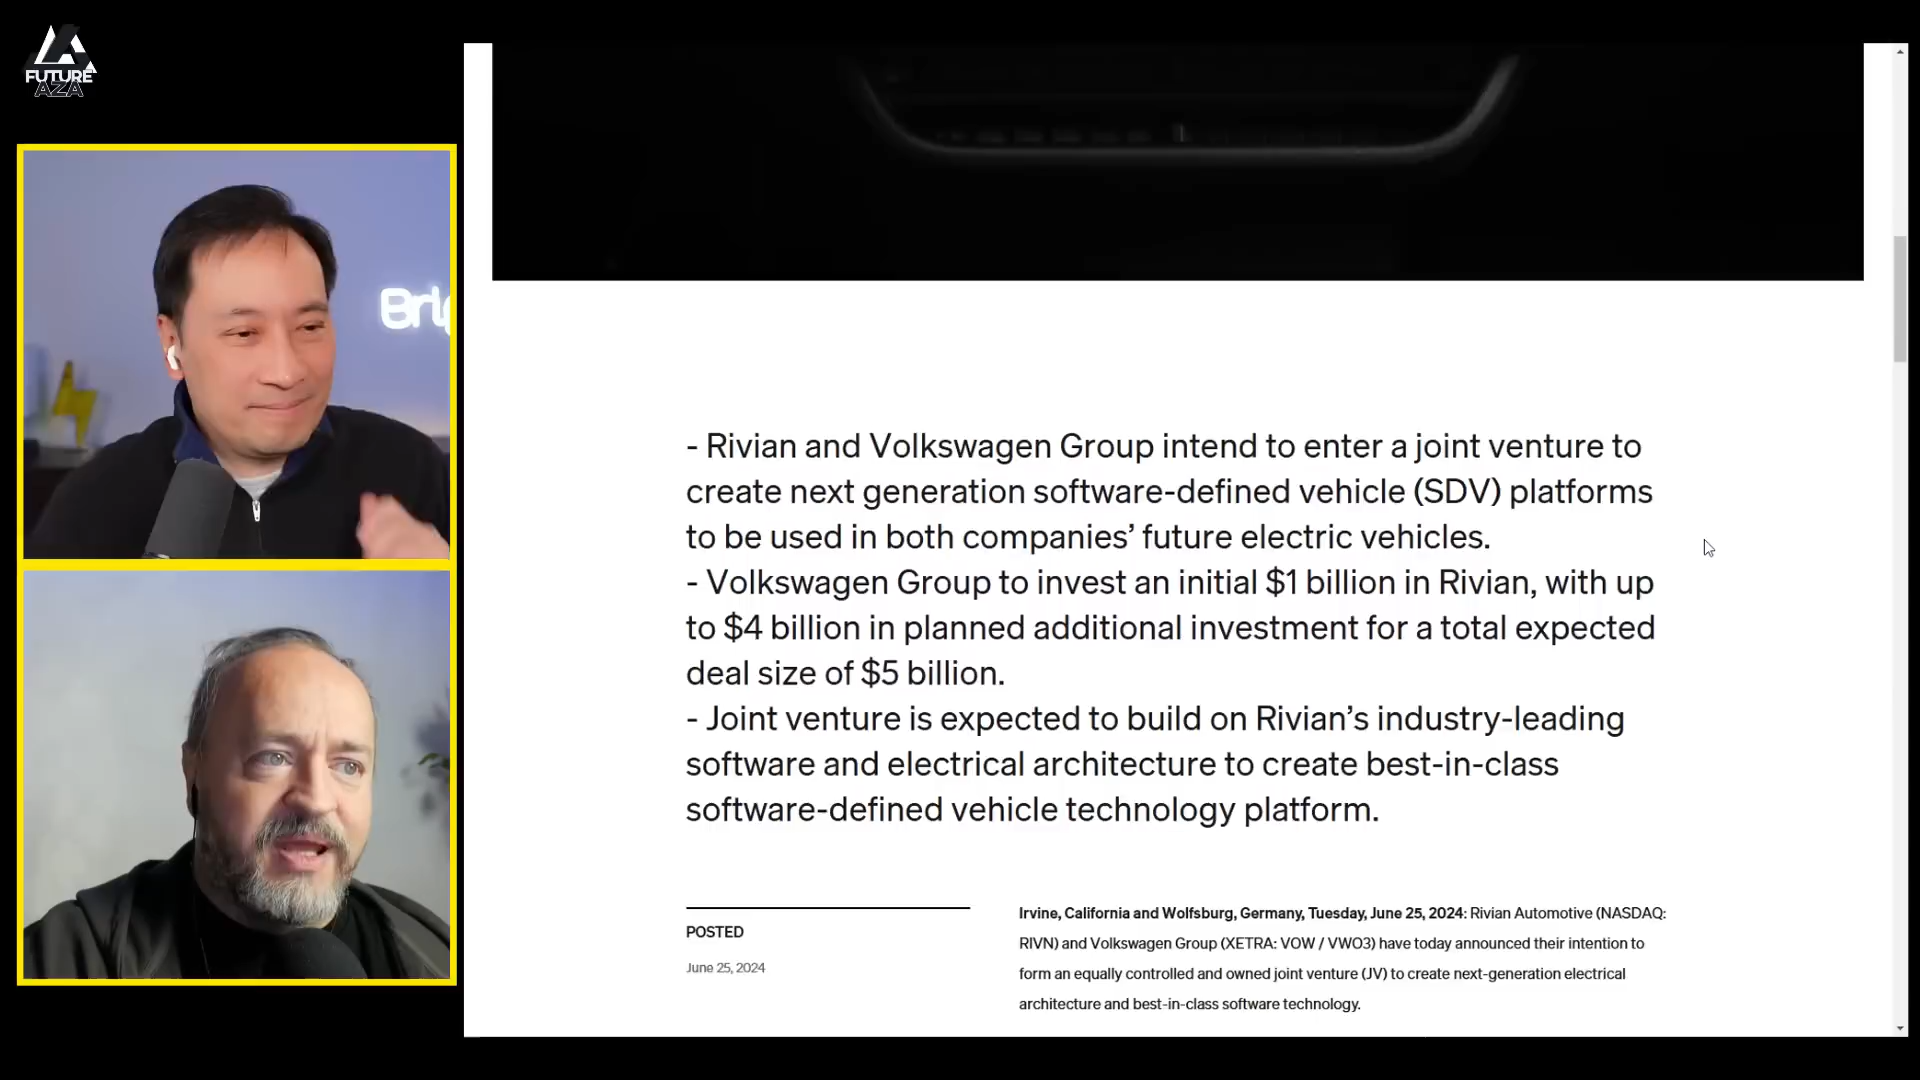 FUTURE
AZA
Bri
- Rivian and Volkswagen Group intend to enter a joint venture to
create next generation software-defined vehicle (SDV) platforms
to be used in both companies’ future electric vehicles.
- Volkswagen Group to invest an initial $1 billion in Rivian, with up
to $4 billion in planned additional investment for a total expected
deal size of $5 billion.
- Joint venture is expected to build on Rivian’s industry-leading
software and electrical architecture to create best-in-class
software-defined vehicle technology platform.
POSTED
June 25, 2024
Irvine, California and Wolfsburg, Germany, Tuesday, June 25, 2024: Rivian Automotive (NASDAQ:
RIVN) and Volkswagen Group (XETRA: VOW / VWO3) have today announced their intention to
form an equally controlled and owned joint venture (JV) to create next-generation electrical
architecture and best-in-class software technology.